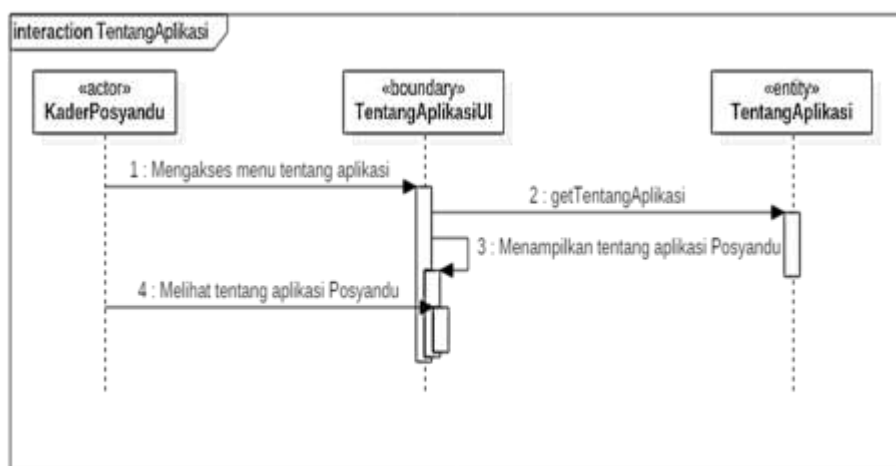 interaction TentangAplikasi
«actor»
KaderPosyandu
«boundary»
TentangAplikasiUI
«entity»
TentangAplikasi
1 : Mengakses menu tentang aplikasi
2 : getTentangAplikasi
3 : Menampilkan tentang aplikasi Posyandu
4 : Melihat tentang aplikasi Posyandu